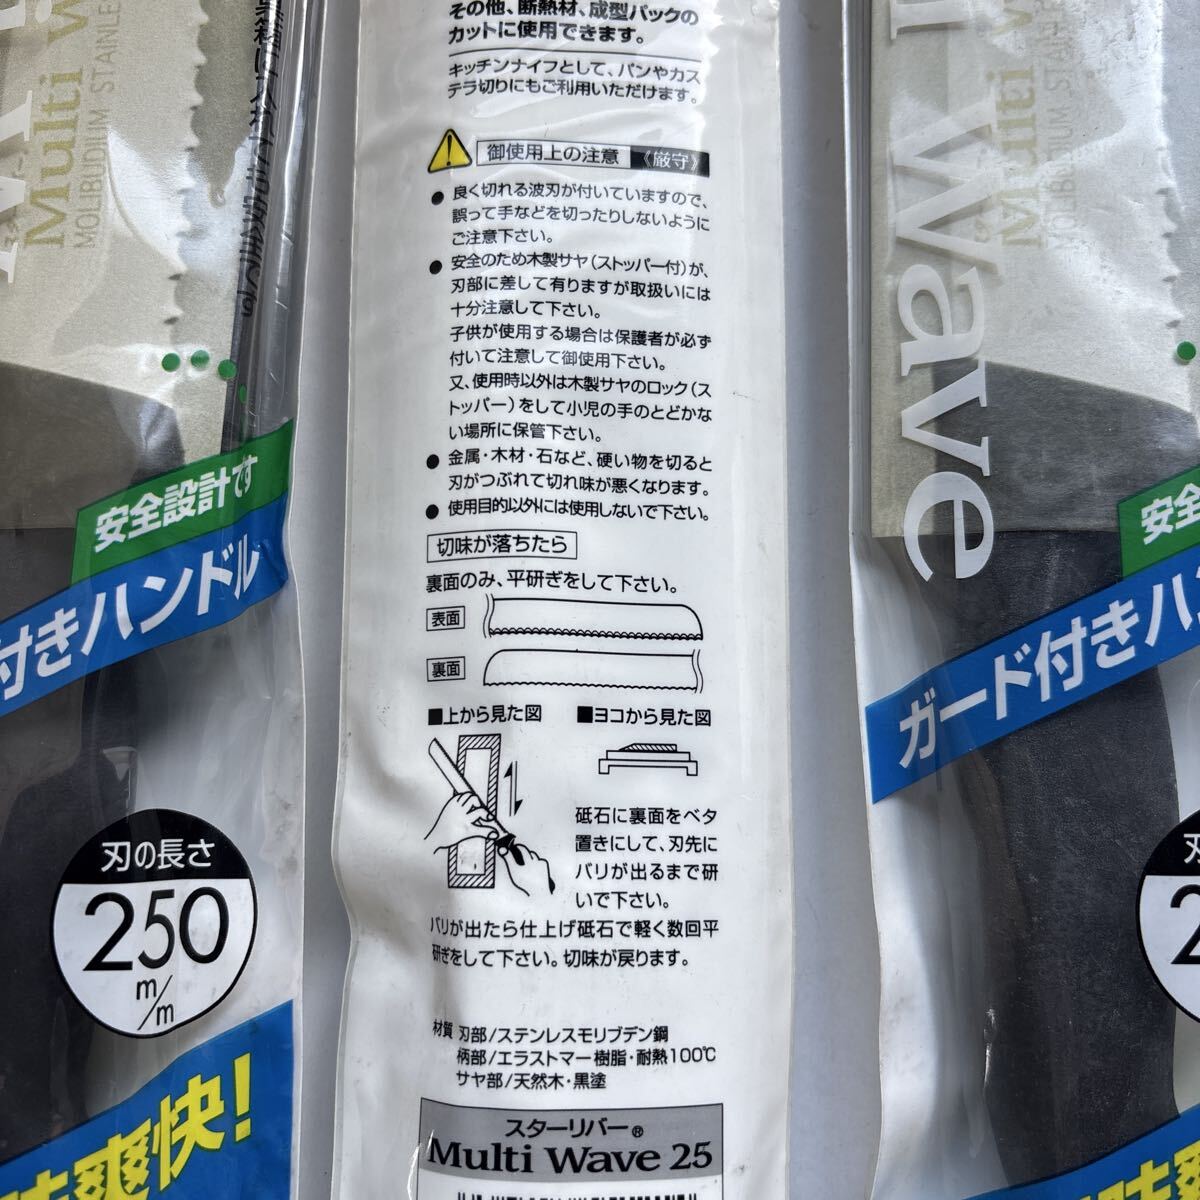 その他、断熱材、成型パックの
カットに使用できます。
キッチンナイフとして、パンやカス
テラ切りにもご利用いただけます。
御使用上の注意 《厳守》
● 良く切れる波刃が付いていますので、
誤って手などを切ったりしないように
ご注意下さい。
● 安全のため木製サヤ(ストッパー付)が、
刃部に差して有りますが取扱いには
十分注意して下さい。
子供が使用する場合は保護者が必ず
付いて注意して御使用下さい。
又、使用時以外は木製サヤのロック(ス
トッパー)をして小児の手のとどかな
い場所に保管下さい。
● 金属・木材・石など、硬い物を切ると
刃がつぶれて切れ味が悪くなります。
● 使用目的以外には使用しないで下さい。
切味が落ちたら
裏面のみ、平研ぎをして下さい。
表面
裏面
■上から見た図 ■ヨコから見た図
砥石に裏面をベタ
置きにして、刃先に
バリが出るまで研
いで下さい。
バリが出たら仕上げ砥石で軽く数回平
研ぎをして下さい。切味が戻ります。
材質 刃部/ステンレスモリブデン鋼
柄部/エラストマー樹脂・耐熱100℃
サヤ部/天然木・黒塗
スターリバー®
Multi Wave 25
Multi W
MOLIBUDIUM STANLE
安全設計です
付きハンドル
刃の長さ
250
m/m
爽快!
Wave
Multi
安全
ガード付きハ
刃
2